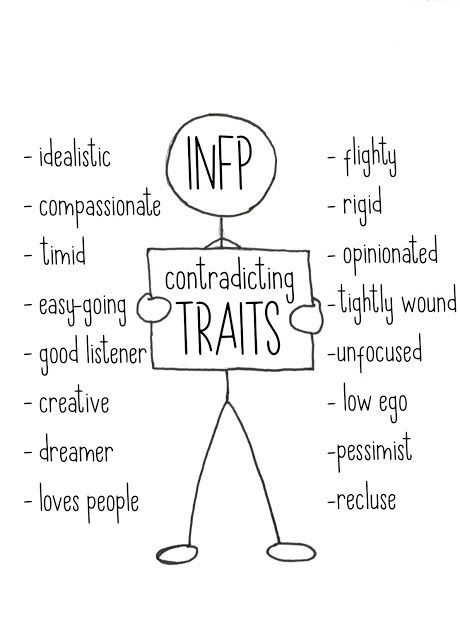 INFP
contradicting
TRAITS
- idealistic
- compassionate
- timid
- easy-going
- good listener
- creative
- dreamer
- loves people
- flighty
- rigid
- opinionated
-tightly wound
-unfocused
- low ego
-pessimist
-recluse